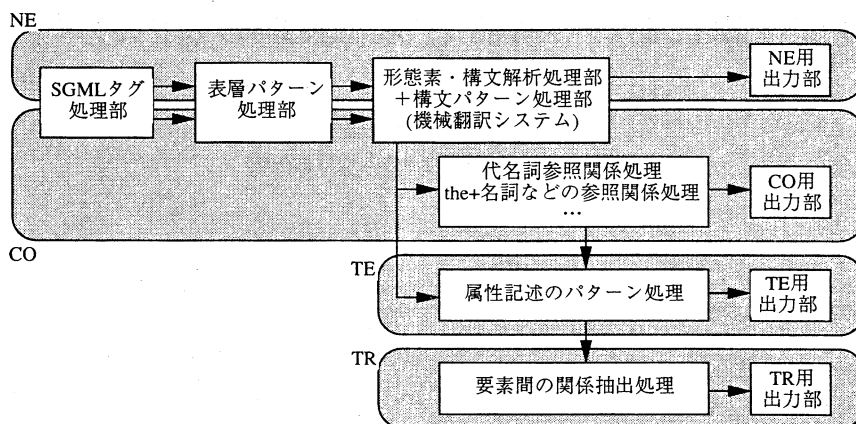 NE
SGMLタグ
処理部
表層パターン
処理部
形態素・構文解析処理部
＋構文パターン処理部
(機械翻訳システム)
NE用
出力部
代名詞参照関係処理
the+名詞などの参照関係処理
…
CO用
出力部
CO
TE
属性記述のパターン処理
TE用
出力部
TR
要素間の関係抽出処理
TR用
出力部